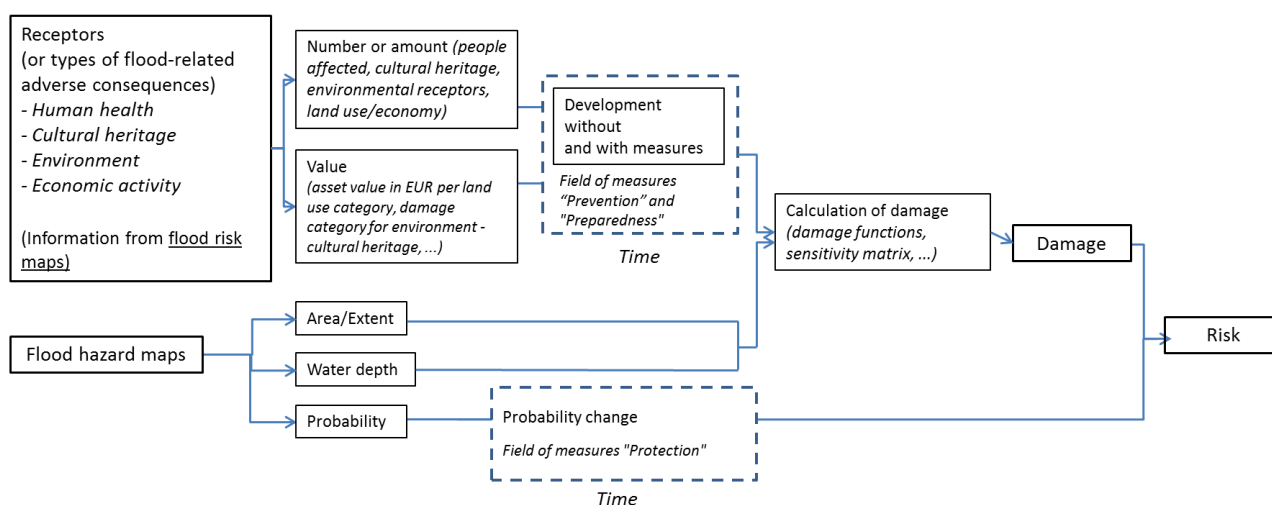 Receptors
(or types of flood-related
adverse consequences)
- Human health
- Cultural heritage
- Environment
- Economic activity
(Information from flood risk
maps)
Number or amount (people
affected, cultural heritage,
environmental receptors,
land use/economy)
Value
(asset value in EUR per land
use category, damage
category for environment -
cultural heritage, ...)
Development
without
and with measures
Field of measures
“Prevention” and
"Preparedness"
Time
Calculation of damage
(damage functions,
sensitivity matrix, ...)
Damage
Risk
Flood hazard maps
Area/Extent
Water depth
Probability
Probability change
Field of measures "Protection"
Time